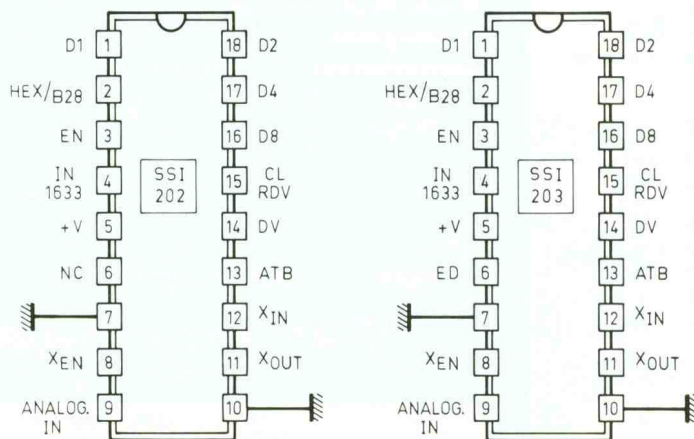 D1 1 18 D2
HEX/B28 2 17 D4
EN 3 16 D8
IN 1633 4 15 CL RDV
SSI 202
+V 5 14 DV
NC 6 13 ATB
7 12 XIN
XEN 8 11 XOUT
ANALOG. IN 9 10
D1 1 18 D2
HEX/B28 2 17 D4
EN 3 16 D8
IN 1633 4 15 CL RDV
SSI 203
+V 5 14 DV
ED 6 13 ATB
7 12 XIN
XEN 8 11 XOUT
ANALOG. IN 9 10